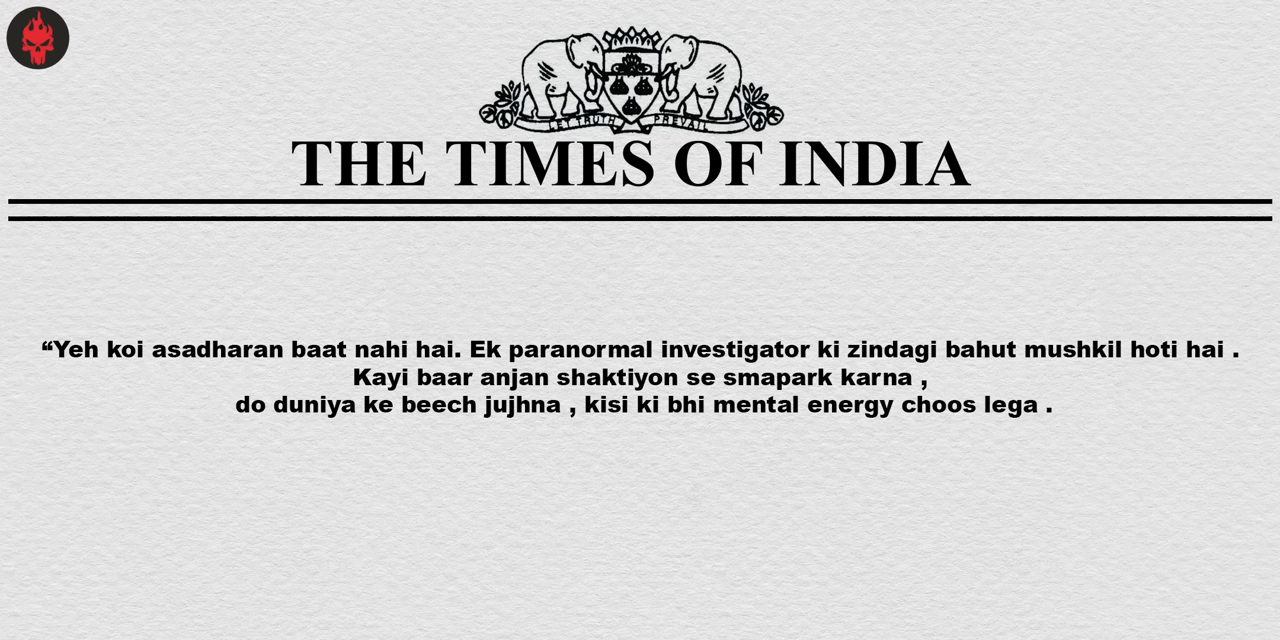 LET TRUTH PREVAIL
THE TIMES OF INDIA
“Yeh koi asadharan baat nahi hai. Ek paranormal investigator ki zindagi bahut mushkil hoti hai .
Kayi baar anjan shaktiyon se smapark karna ,
do duniya ke beech jujhna , kisi ki bhi mental energy choos lega .